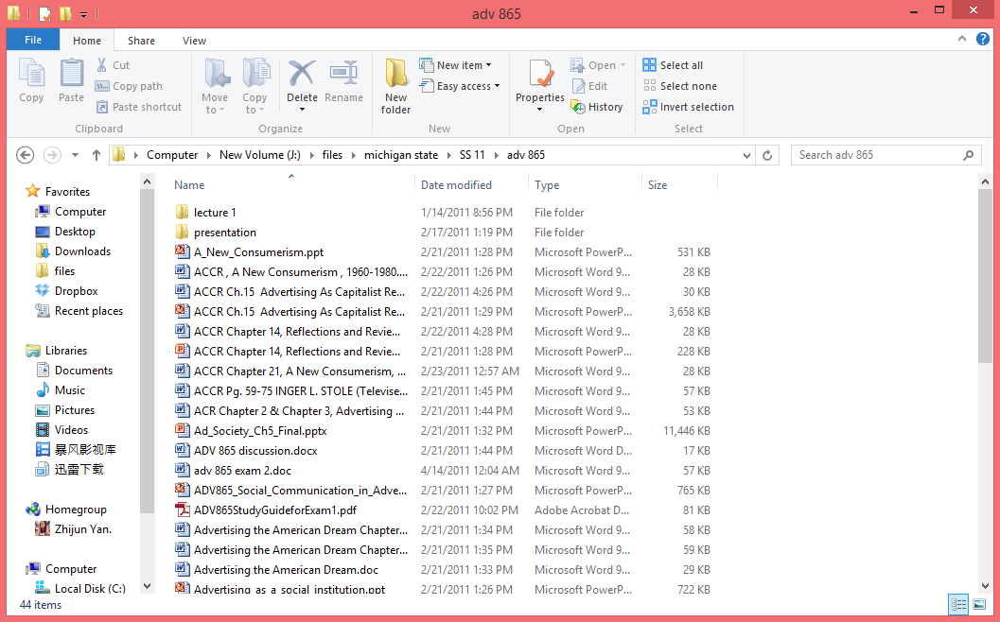 adv 865
File Home Share View
Copy Paste Cut Copy path Paste shortcut
Clipboard
Move to Copy to Delete Rename
Organize
New folder New item Easy access
New
Properties Open Edit History
Open
Select all Select none Invert selection
Select
Computer New Volume (J:) files michigan state SS 11 adv 865 Search adv 865
Favorites
Computer
Desktop
Downloads
files
Dropbox
Recent places
Libraries
Documents
Music
Pictures
Videos
暴风影视库
迅雷下载
Homegroup
Zhijun Yan.
Computer
Local Disk (C:)
Name Date modified Type Size
lecture 1 1/14/2011 8:56 PM File folder
presentation 2/17/2011 1:19 PM File folder
A_New_Consumerism.ppt 2/21/2011 1:28 PM Microsoft PowerP... 531 KB
ACCR , A New Consumerism , 1960-1980.... 2/22/2011 1:26 PM Microsoft Word 9... 28 KB
ACCR Ch.15 Advertising As Capitalist Re... 2/22/2011 4:26 PM Microsoft Word 9... 30 KB
ACCR Ch.15 Advertising As Capitalist Re... 2/21/2011 1:29 PM Microsoft PowerP... 3,658 KB
ACCR Chapter 14, Reflections and Revie... 2/22/2011 4:28 PM Microsoft Word 9... 28 KB
ACCR Chapter 14, Reflections and Revie... 2/21/2011 1:28 PM Microsoft PowerP... 228 KB
ACCR Chapter 21, A New Consumerism, ... 2/23/2011 12:57 AM Microsoft Word 9... 28 KB
ACCR Pg. 59-75 INGER L. STOLE (Televise... 2/21/2011 1:45 PM Microsoft Word 9... 57 KB
ACR Chapter 2 & Chapter 3, Advertising ... 2/21/2011 1:44 PM Microsoft Word 9... 53 KB
Ad_Society_Ch5_Final.pptx 2/21/2011 1:32 PM Microsoft PowerP... 11,446 KB
ADV 865 discussion.docx 2/21/2011 1:44 PM Microsoft Word D... 17 KB
adv 865 exam 2.doc 4/14/2011 12:04 AM Microsoft Word 9... 57 KB
ADV865_Social_Communication_in_Adve... 2/21/2011 1:27 PM Microsoft PowerP... 765 KB
ADV865StudyGuideforExam1.pdf 2/22/2011 10:02 PM Adobe Acrobat D... 81 KB
Advertising the American Dream Chapter... 2/21/2011 1:34 PM Microsoft Word 9... 58 KB
Advertising the American Dream Chapter... 2/21/2011 1:35 PM Microsoft Word 9... 59 KB
Advertising the American Dream.doc 2/21/2011 1:33 PM Microsoft Word 9... 29 KB
Advertising_as_a_social_institution.ppt 2/21/2011 1:26 PM Microsoft PowerP... 722 KB
44 items